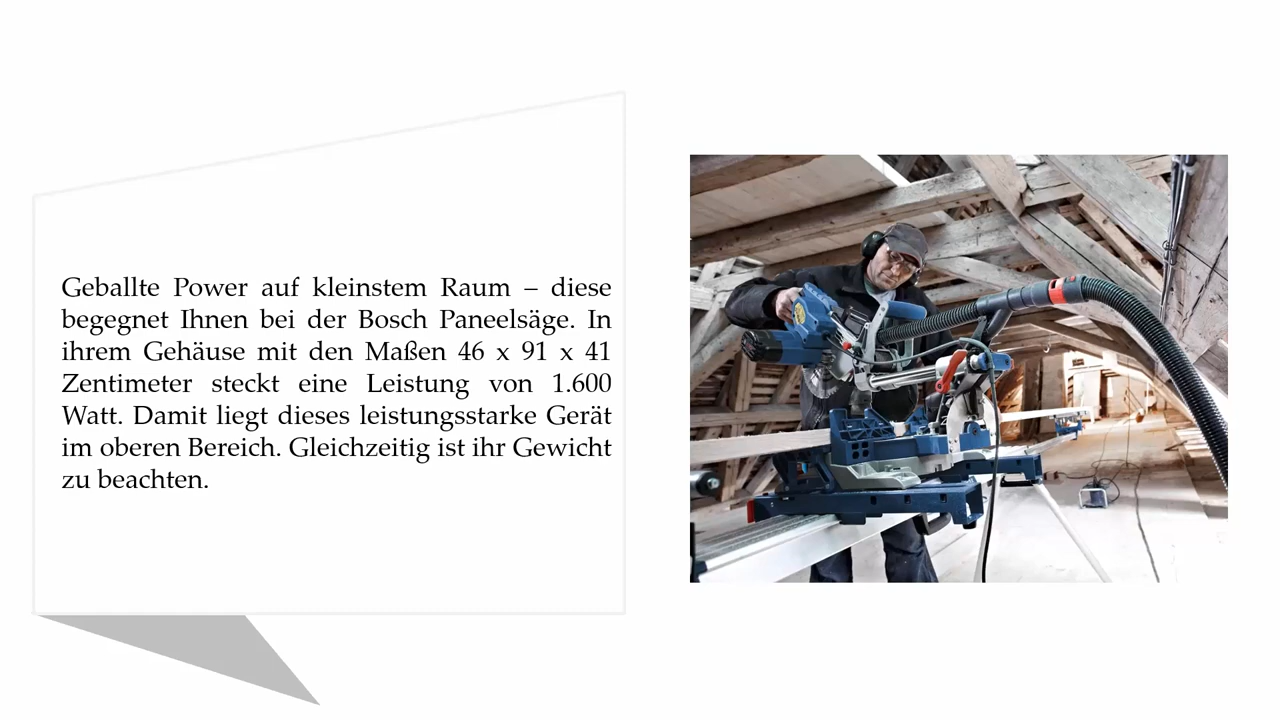 Geballte Power auf kleinstem Raum – diese
begegnet Ihnen bei der Bosch Paneelsäge. In
ihrem Gehäuse mit den Maßen 46 x 91 x 41
Zentimeter steckt eine Leistung von 1.600
Watt. Damit liegt dieses leistungsstarke Gerät
im oberen Bereich. Gleichzeitig ist ihr Gewicht
zu beachten.